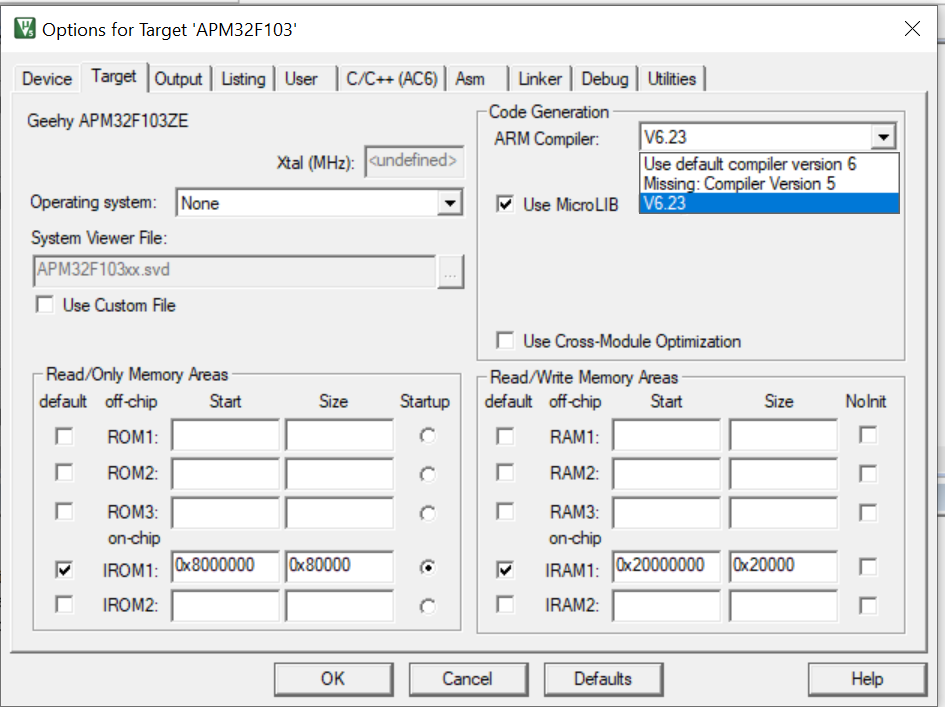 Options for Target 'APM32F103'
Device Target Output Listing User C/C++ (AC6) Asm Linker Debug Utilities
Geehy APM32F103ZE
Xtal (MHz): <undefined>
Operating system: None
System Viewer File:
APM32F103xx.svd ...
Use Custom File
Code Generation
ARM Compiler: V6.23
Use default compiler version 6
Missing: Compiler Version 5
V6.23
Use MicroLIB
Use Cross-Module Optimization
Read/Only Memory Areas
default off-chip Start Size Startup
ROM1:
ROM2:
ROM3:
on-chip
IROM1: 0x8000000 0x80000
IROM2:
Read/Write Memory Areas
default off-chip Start Size NoInit
RAM1:
RAM2:
RAM3:
on-chip
IRAM1: 0x20000000 0x20000
IRAM2:
OK Cancel Defaults Help